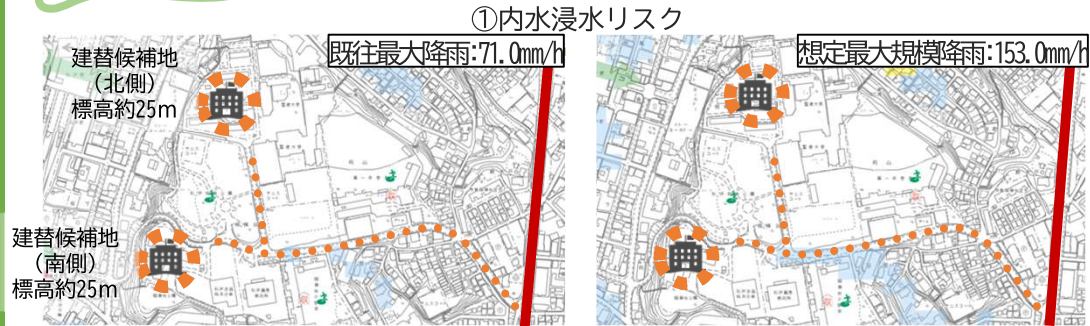 ①内水浸水リスク
既往最大降雨:71.0mm/h
想定最大規模降雨:153.0mm/h
建替候補地
（北側）
標高約25m
建替候補地
（南側）
標高約25m